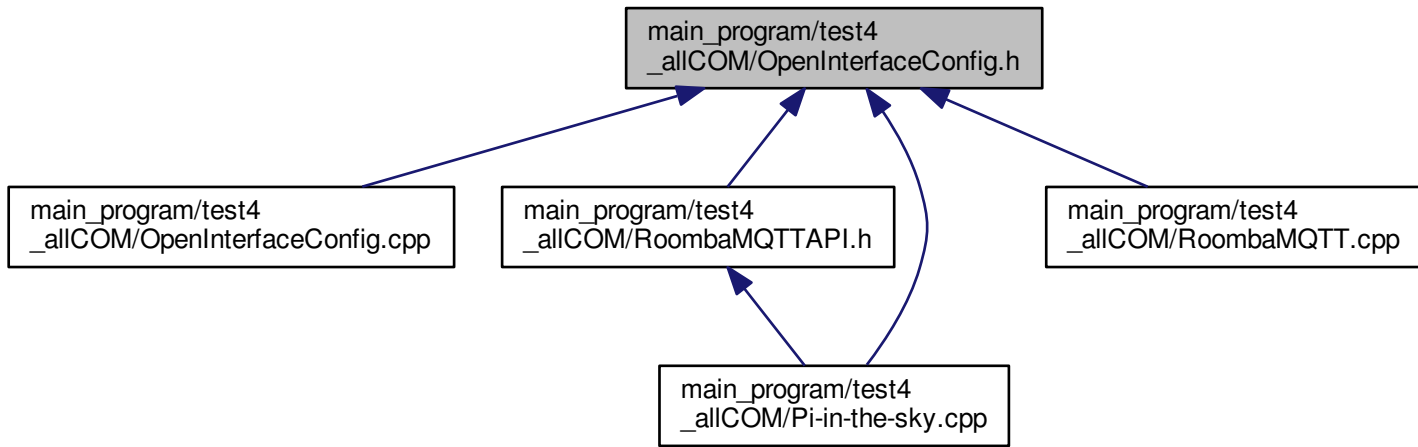 main_program/test4
_allCOM/OpenInterfaceConfig.h
main_program/test4
_allCOM/OpenInterfaceConfig.cpp
main_program/test4
_allCOM/RoombaMQTTAPI.h
main_program/test4
_allCOM/RoombaMQTT.cpp
main_program/test4
_allCOM/Pi-in-the-sky.cpp